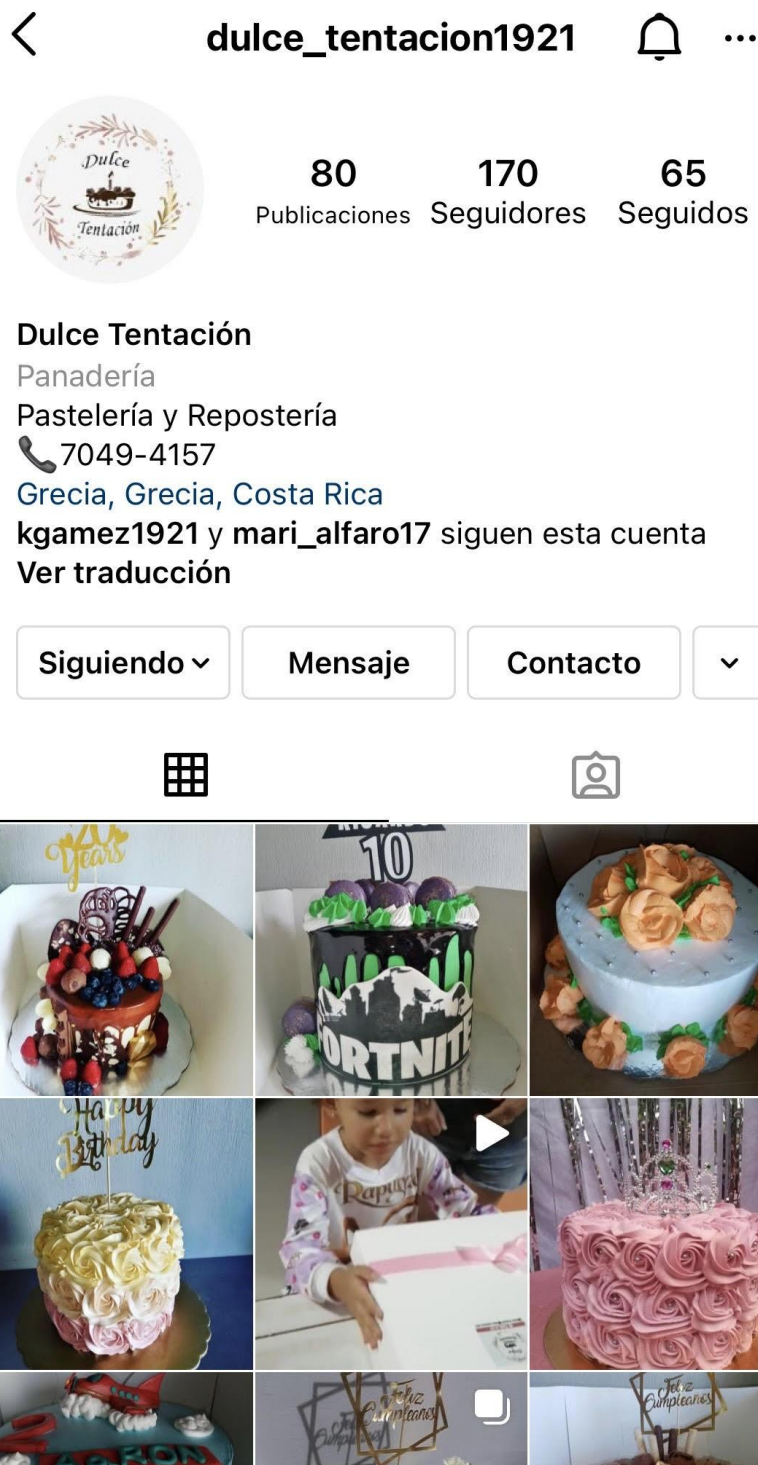 dulce_tentacion1921
Dulce
Tentación
80
Publicaciones
170
Seguidores
65
Seguidos
Dulce Tentación
Panadería
Pastelería y Repostería
7049-4157
Grecia, Grecia, Costa Rica
kgamez1921 y mari_alfaro17 siguen esta cuenta
Ver traducción
Siguiendo
Mensaje
Contacto
20
Years
10
FORTNITE
Happy
Birthday
Rapunzel
Feliz
Cumpleaños
Feliz
Cumpleaños